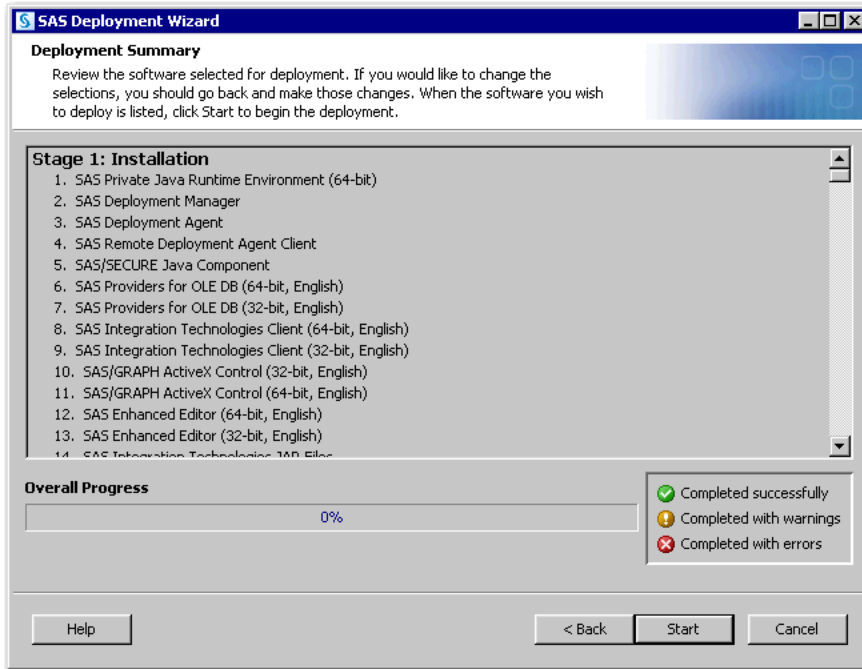 SAS Deployment Wizard
Deployment Summary
Review the software selected for deployment. If you would like to change the
selections, you should go back and make those changes. When the software you wish
to deploy is listed, click Start to begin the deployment.
Stage 1: Installation
1. SAS Private Java Runtime Environment (64-bit)
2. SAS Deployment Manager
3. SAS Deployment Agent
4. SAS Remote Deployment Agent Client
5. SAS/SECURE Java Component
6. SAS Providers for OLE DB (64-bit, English)
7. SAS Providers for OLE DB (32-bit, English)
8. SAS Integration Technologies Client (64-bit, English)
9. SAS Integration Technologies Client (32-bit, English)
10. SAS/GRAPH ActiveX Control (32-bit, English)
11. SAS/GRAPH ActiveX Control (64-bit, English)
12. SAS Enhanced Editor (64-bit, English)
13. SAS Enhanced Editor (32-bit, English)
14. SAS Integration Technologies JAR Files
Overall Progress
0%
Completed successfully
Completed with warnings
Completed with errors
Help
< Back
Start
Cancel